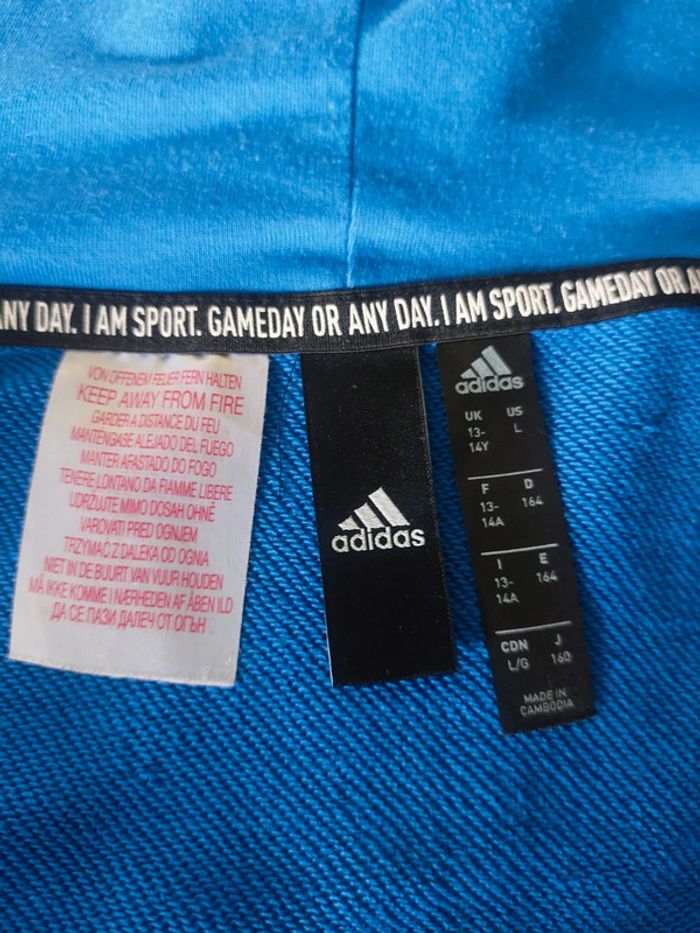 ANY DAY. I AM SPORT. GAMEDAY OR ANY DAY. I AM SPORT. GAMEDAY OR
VON OFFENEM FEUER FERN HALTEN
KEEP AWAY FROM FIRE
GARDER A DISTANCE DU FEU
MANTÉNGASE ALEJADO DEL FUEGO
MANTER AFASTADO DO FOGO
TENERE LONTANO DA FIAMME LIBERE
UDRŽUJTE MIMO DOSAH OHNĚ
VAROVATI PRED OGNJEM
TRZYMAĆ Z DALEKA OD OGNIA
NIET IN DE BUURT VAN VUUR HOUDEN
MÅ IKKE KOMME I NÆRHEDEN AF ÅBEN ILD
ДА СЕ ПАЗИ ДАЛЕЧ ОТ ОГЪН
adidas
adidas
UK US
13- L
14Y
F D
13- 164
14A
I E
13- 164
14A
CDN J
L/G 160
MADE IN
CAMBODIA